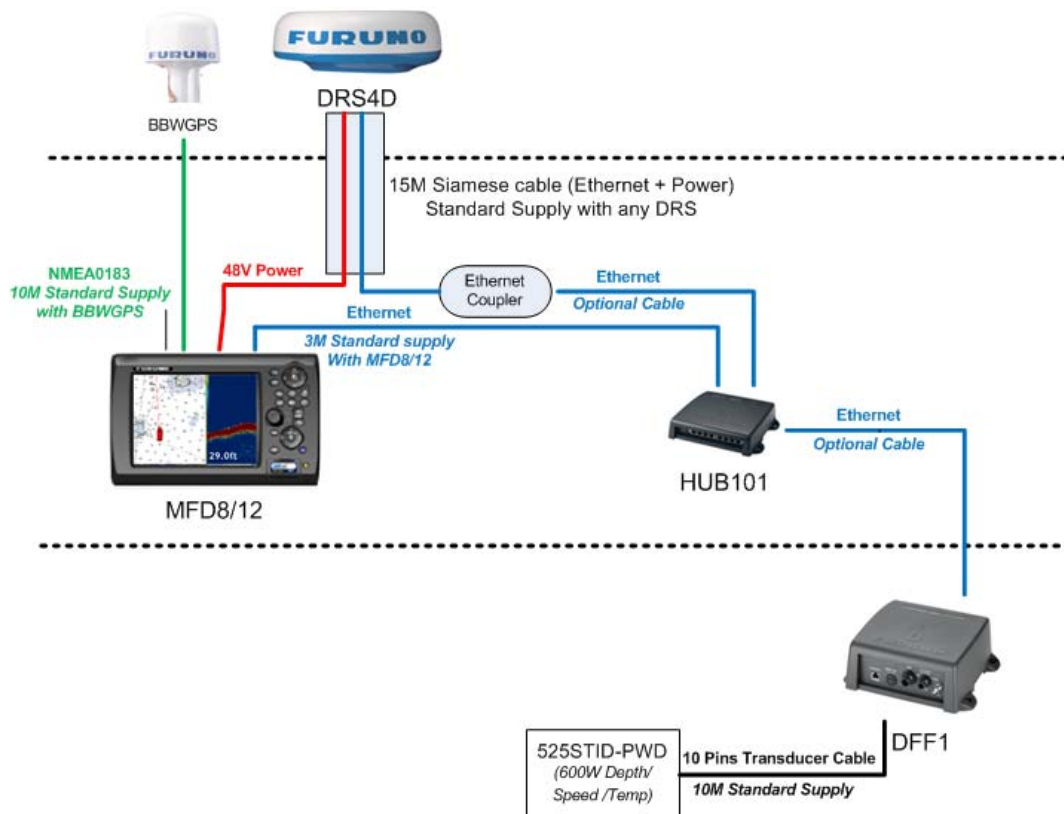 FURUNO
FURUNO
DRS4D
BBWGPS
15M Siamese cable (Ethernet + Power)
Standard Supply with any DRS
NMEA0183
10M Standard Supply
with BBWGPS
48V Power
Ethernet
Coupler
Ethernet
Optional Cable
Ethernet
3M Standard supply
With MFD8/12
FURUNO
29.0ft
MFD8/12
HUB101
Ethernet
Optional Cable
525STID-PWD
(600W Depth/
Speed /Temp)
10 Pins Transducer Cable
10M Standard Supply
DFF1